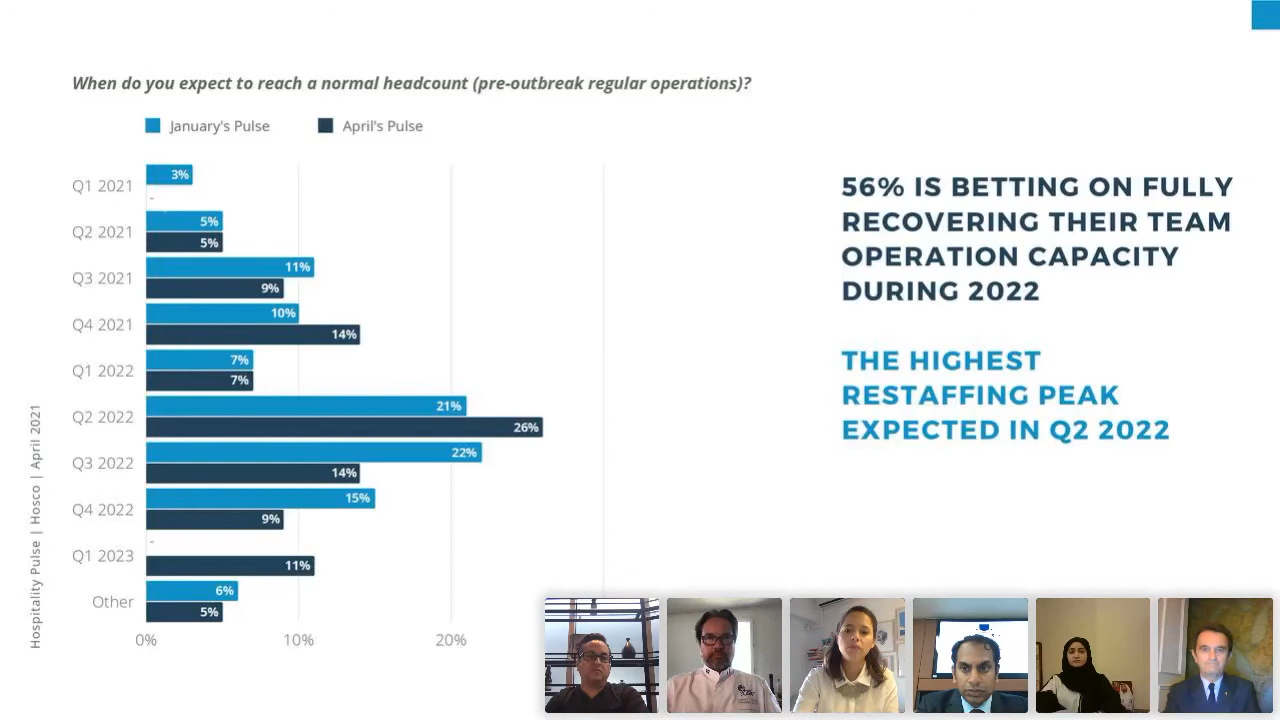 When do you expect to reach a normal headcount (pre-outbreak regular operations)?
January's Pulse
April's Pulse
Q1 2021
3%
-
Q2 2021
5%
5%
Q3 2021
11%
9%
Q4 2021
10%
14%
Q1 2022
7%
7%
Q2 2022
21%
26%
Q3 2022
22%
14%
Q4 2022
15%
9%
Q1 2023
-
11%
Other
6%
5%
0%
10%
20%
56% IS BETTING ON FULLY
RECOVERING THEIR TEAM
OPERATION CAPACITY
DURING 2022
THE HIGHEST
RESTAFFING PEAK
EXPECTED IN Q2 2022
Hospitality Pulse | Hosco | April 2021